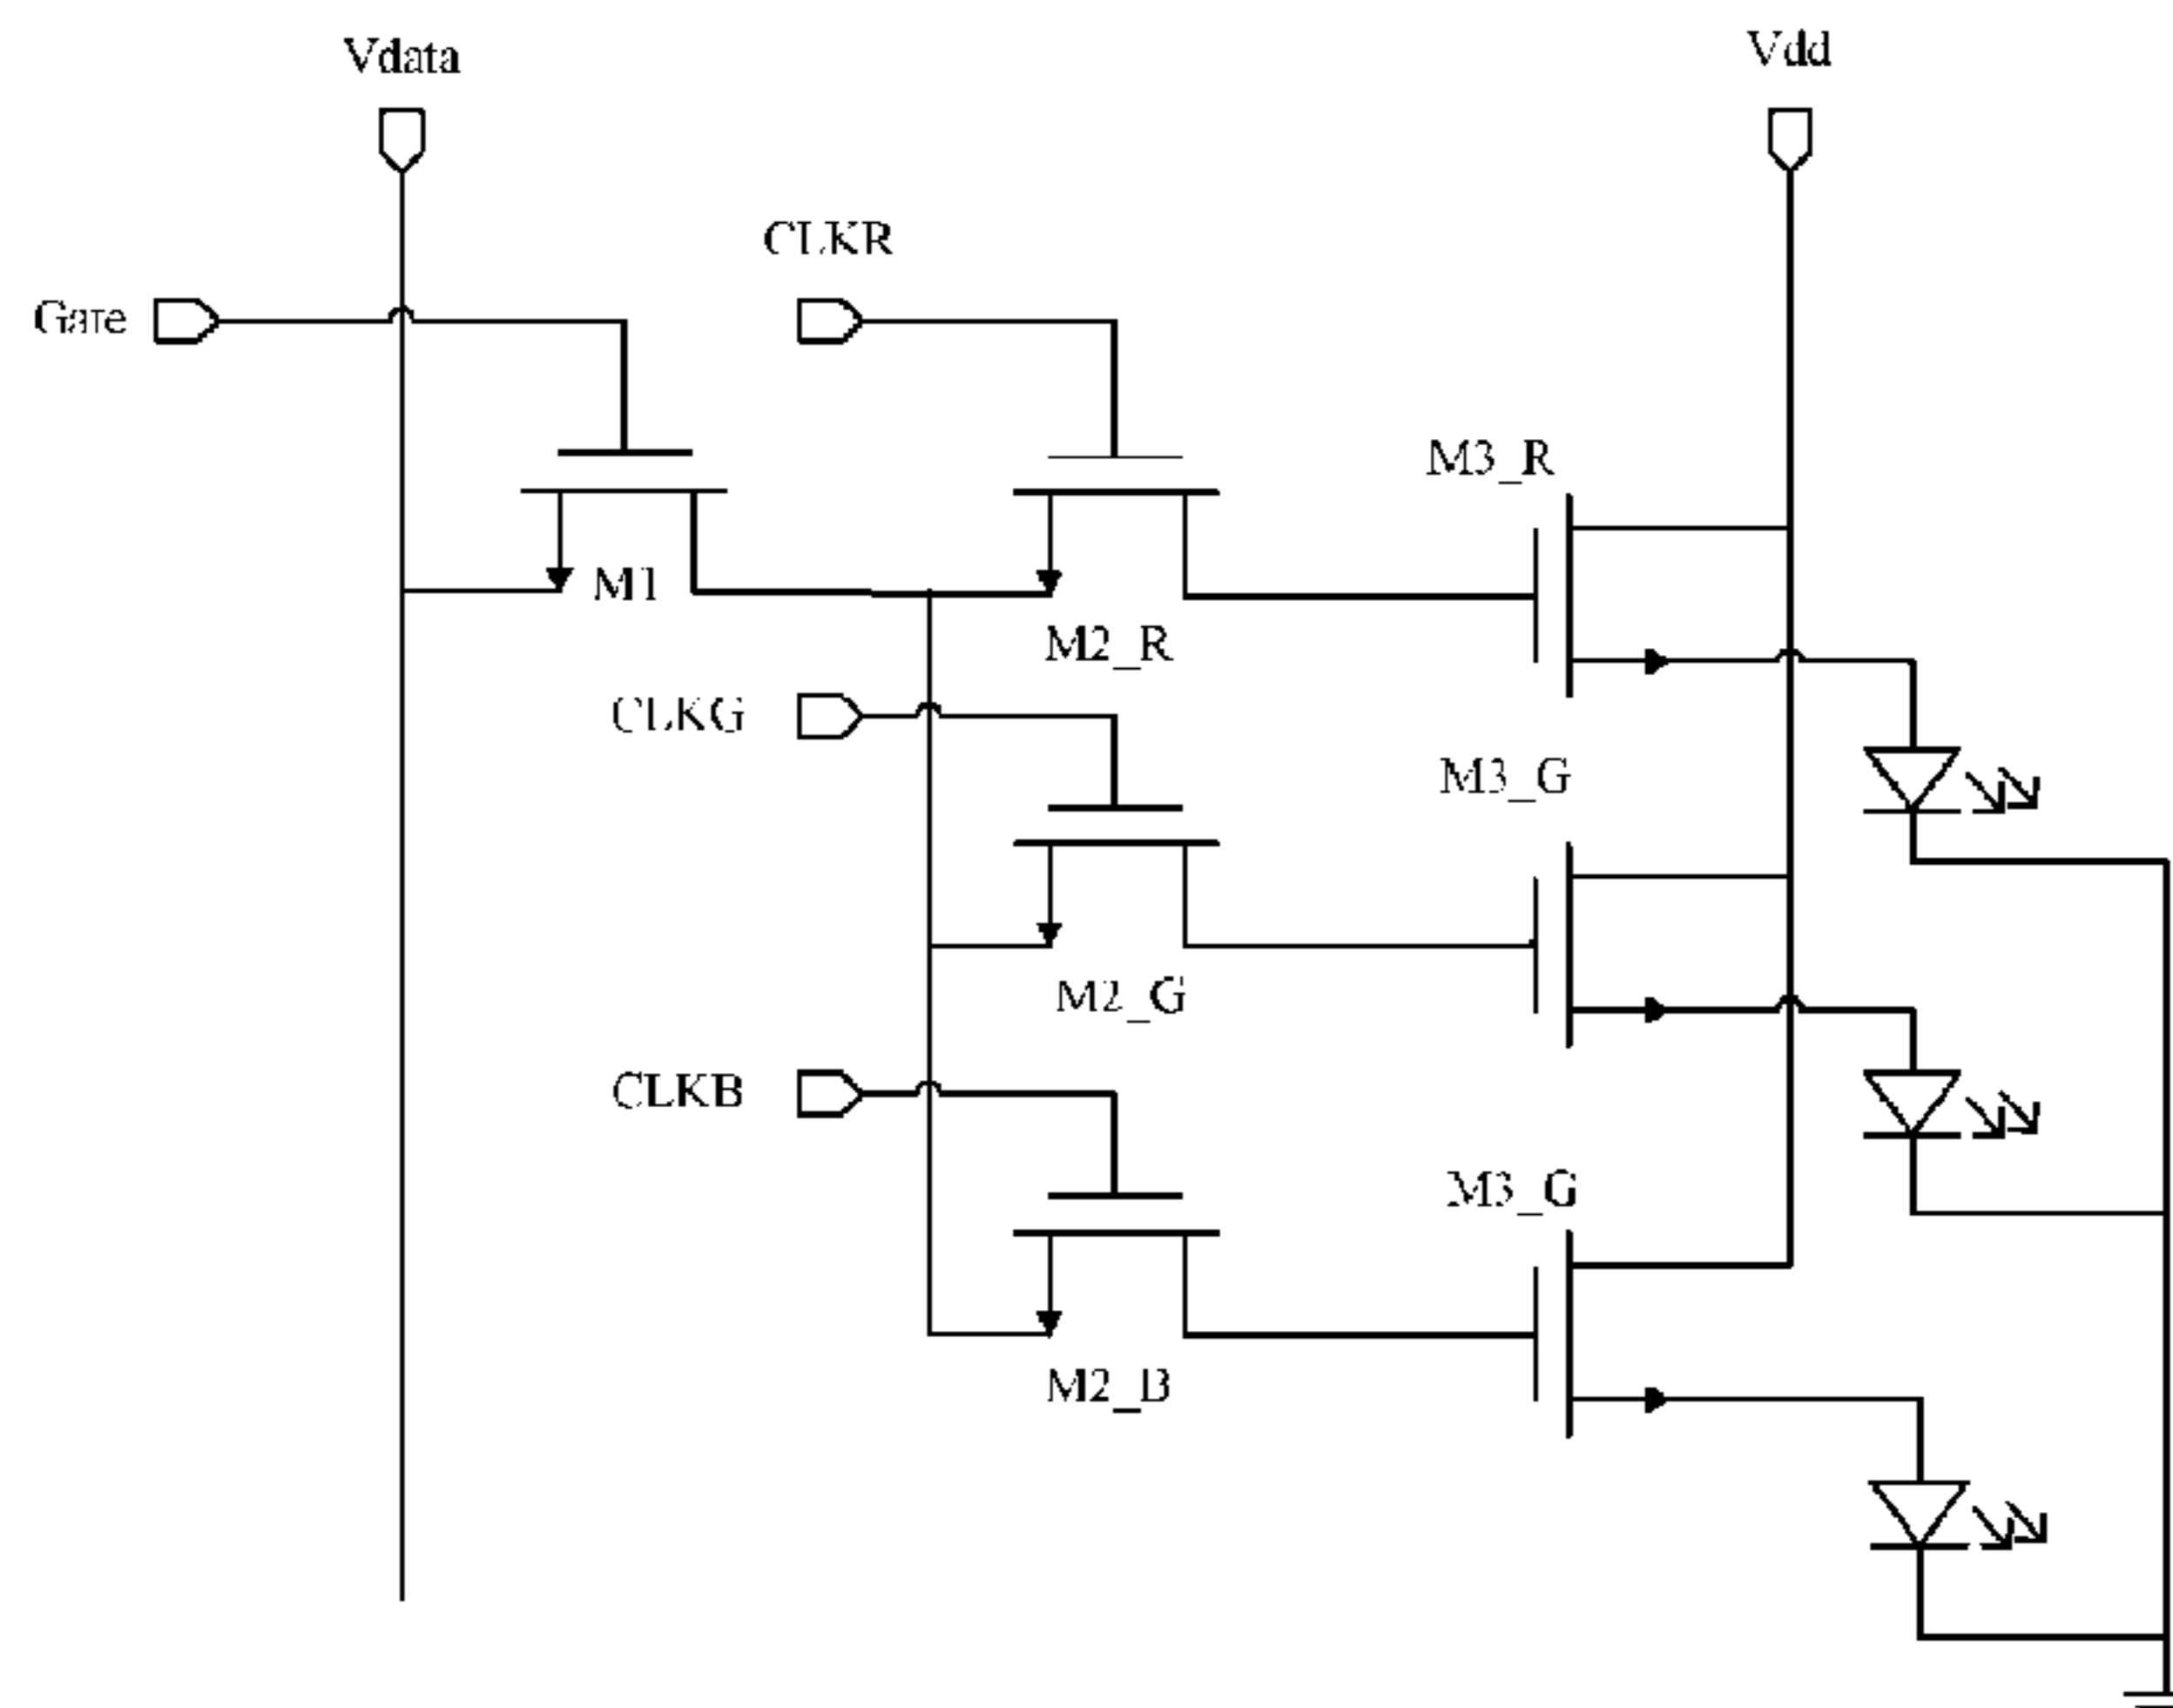 Vdata
Vdd
CLKR
Gate
M3_R
M1
M2_R
CLKG
M3_G
M2_G
CLKB
M3_G
M2_B